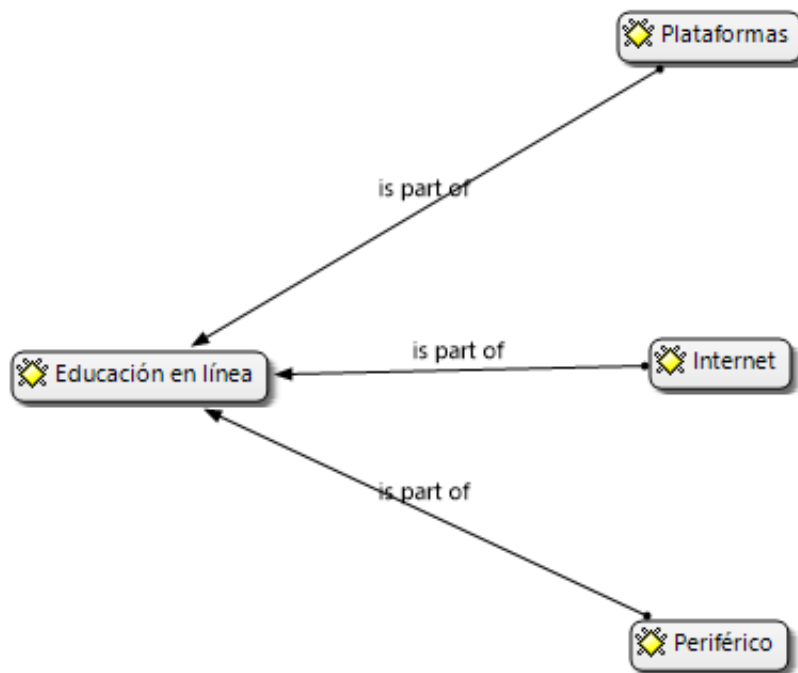 Plataformas
is part of
Educación en línea
is part of
Internet
is part of
Periférico